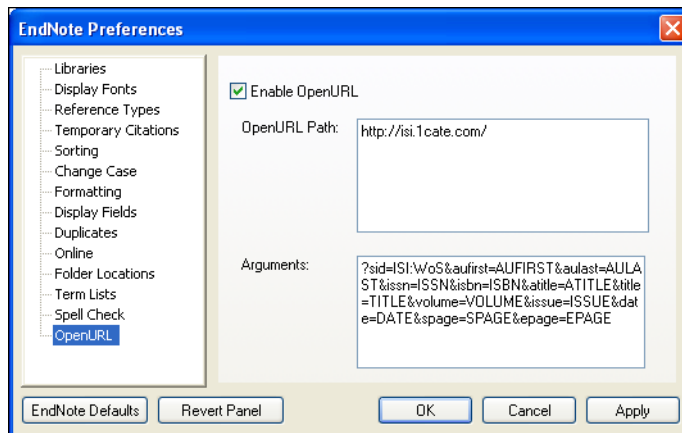 EndNote Preferences
Libraries
Display Fonts
Reference Types
Temporary Citations
Sorting
Change Case
Formatting
Display Fields
Duplicates
Online
Folder Locations
Term Lists
Spell Check
OpenURL
Enable OpenURL
OpenURL Path:
http://isi.1cate.com/
Arguments:
?sid=ISI:WoS&aufirst=AUFIRST&aulast=AULA
ST&issn=ISSN&isbn=ISBN&atitle=ATITLE&title
=TITLE&volume=VOLUME&issue=ISSUE&dat
e=DATE&spage=SPAGE&epage=EPAGE
EndNote Defaults
Revert Panel
OK
Cancel
Apply